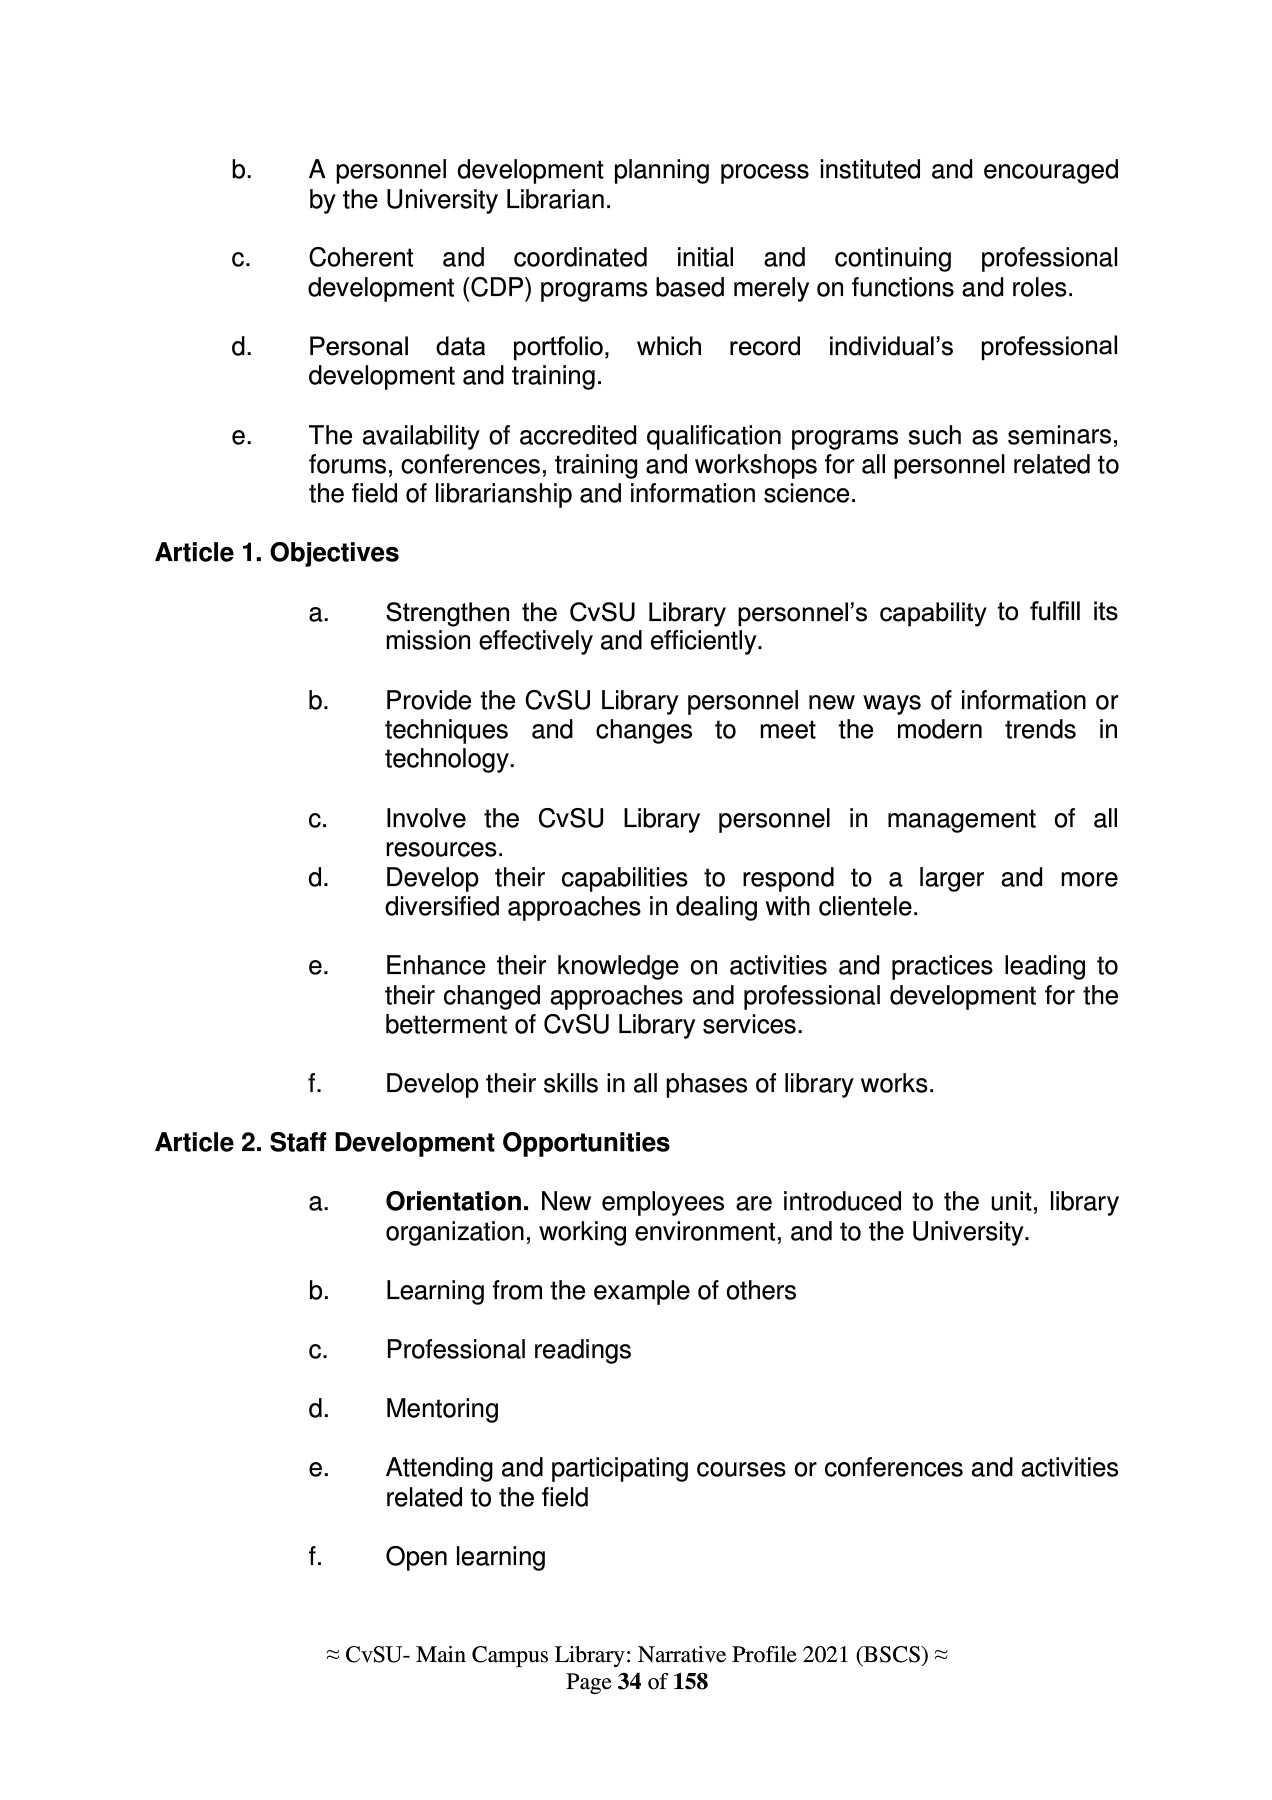 b. A personnel development planning process instituted and encouraged
by the University Librarian.
c. Coherent and coordinated initial and continuing professional
development (CDP) programs based merely on functions and roles.
d. Personal data portfolio, which record individual’s professional
development and training.
e. The availability of accredited qualification programs such as seminars,
forums, conferences, training and workshops for all personnel related to
the field of librarianship and information science.
Article 1. Objectives
a. Strengthen the CvSU Library personnel’s capability to fulfill its
mission effectively and efficiently.
b. Provide the CvSU Library personnel new ways of information or
techniques and changes to meet the modern trends in
technology.
c. Involve the CvSU Library personnel in management of all
resources.
d. Develop their capabilities to respond to a larger and more
diversified approaches in dealing with clientele.
e. Enhance their knowledge on activities and practices leading to
their changed approaches and professional development for the
betterment of CvSU Library services.
f. Develop their skills in all phases of library works.
Article 2. Staff Development Opportunities
a. Orientation. New employees are introduced to the unit, library
organization, working environment, and to the University.
b. Learning from the example of others
c. Professional readings
d. Mentoring
e. Attending and participating courses or conferences and activities
related to the field
f. Open learning
≈ CvSU- Main Campus Library: Narrative Profile 2021 (BSCS) ≈
Page 34 of 158